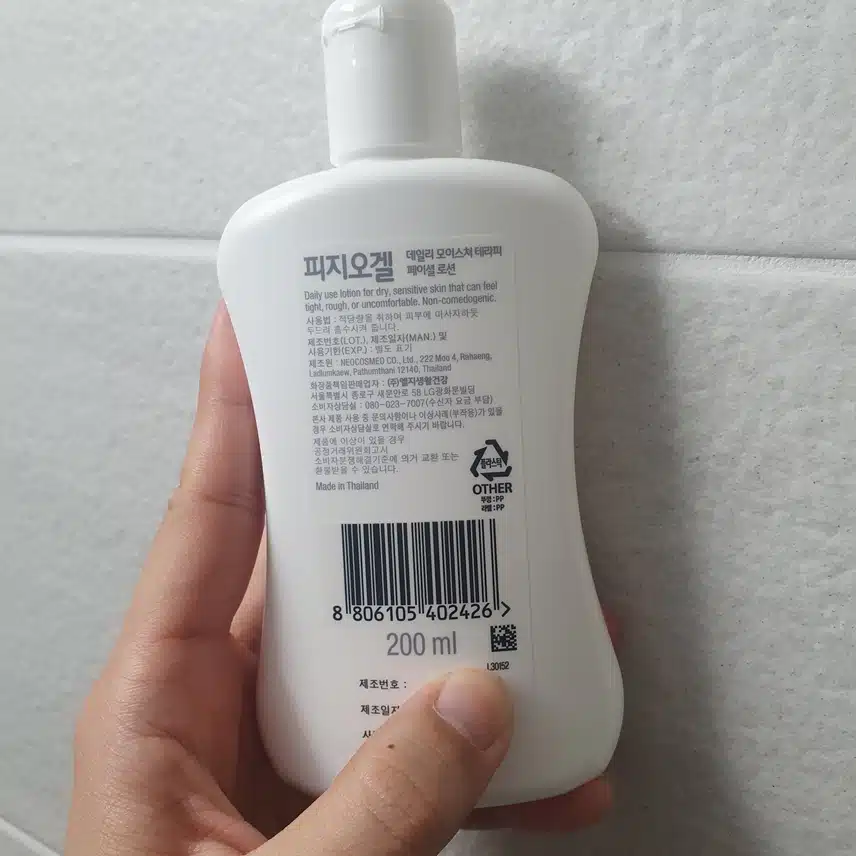 피지오겔
데일리 모이스쳐 테라피
페이셜 로션
Daily use lotion for dry, sensitive skin that can feel
tight, rough, or uncomfortable. Non-comedogenic.
사용법 : 적당량을 취하여 피부에 마사지하듯
두드려 흡수시켜 줍니다.
제조번호(LOT.), 제조일자(MAN.) 및
사용기한(EXP.) : 별도 표기
제조원 : NEOCOSMED CO., Ltd., 222 Moo 4,
Ladlumkaew, Pathumthani 12140, Thailand
화장품책임판매업자 : (주)엘지생활건강
서울특별시 종로구 새문안로 58 LG광화문빌딩
소비자상담실 : 080-023-7007(수신자 요금 부담)
본사 제품 사용 중 문의사항이나 이상사례(부작용)가 있을
경우 소비자상담실로 연락해 주시기 바랍니다.
제품에 이상이 있을 경우
공정거래위원회고시
소비자분쟁해결기준에 의거 교환 또는
환불받을 수 있습니다.
Made in Thailand
플라스틱
OTHER
뚜껑 : PP
라벨 : PP
8 806105 402426 >
200 ml
L30152
제조번호 :
제조일자